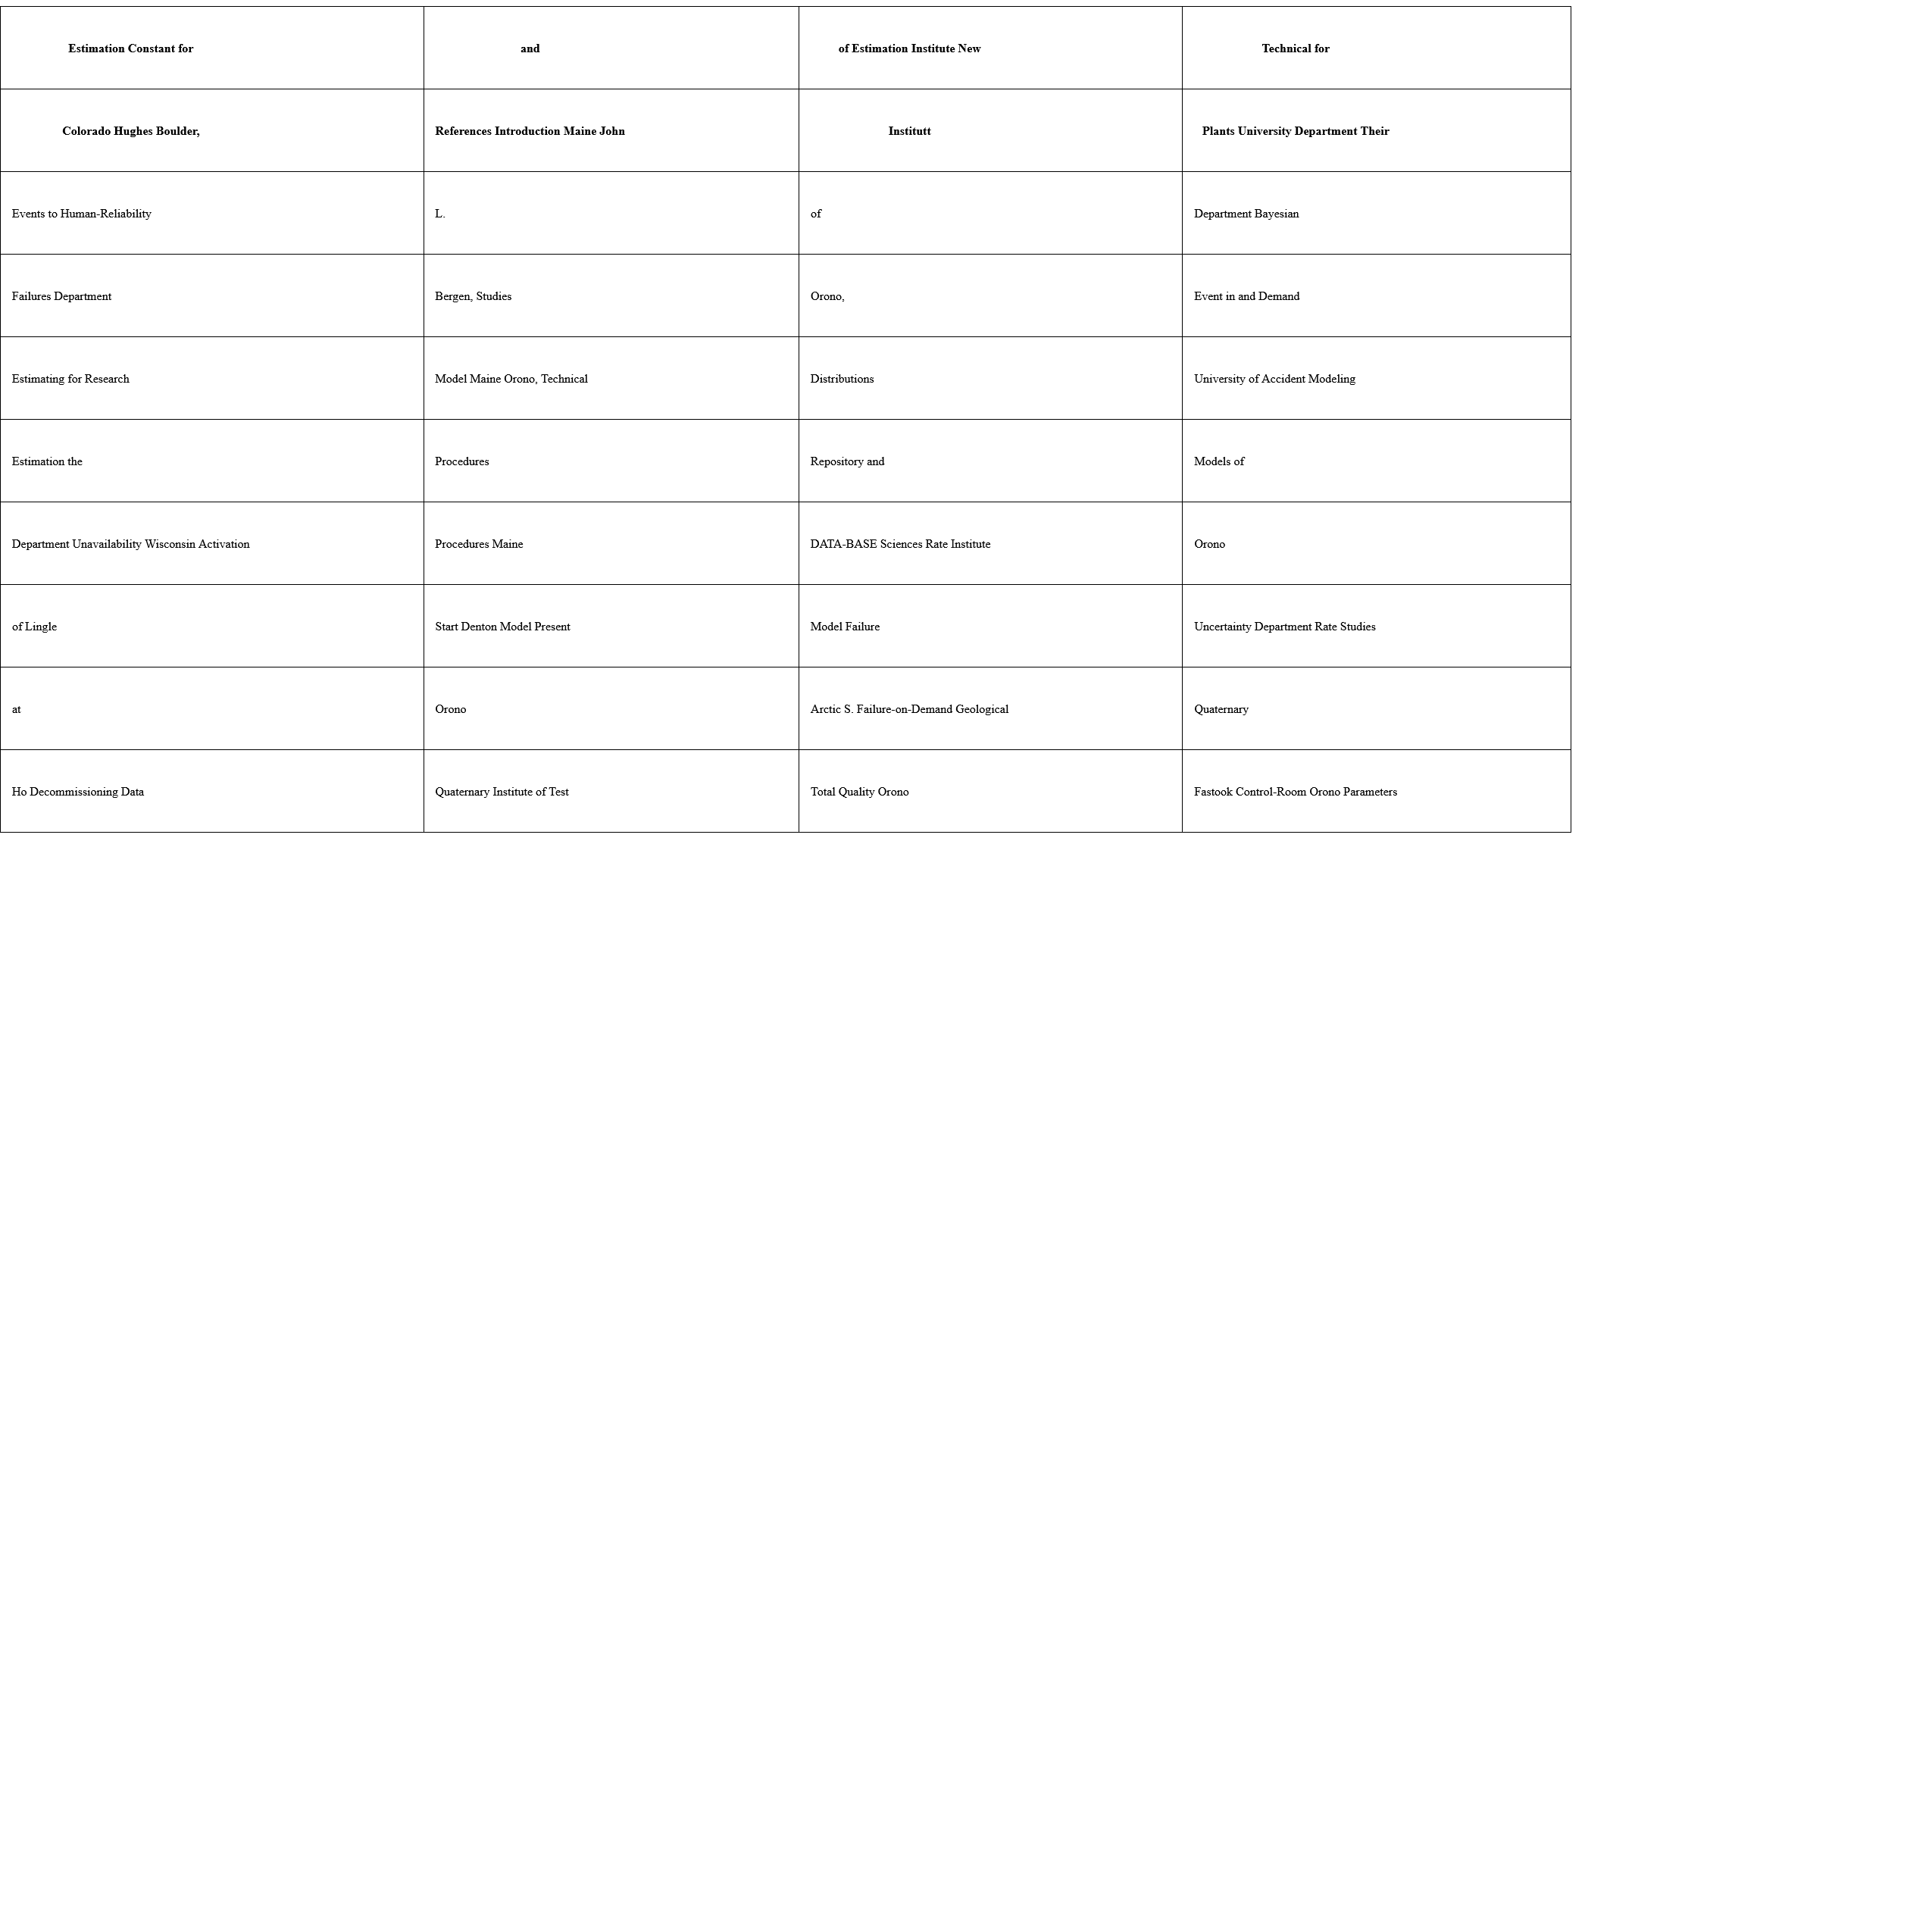 Estimation Constant for and of Estimation Institute New Technical for
Colorado Hughes Boulder, References Introduction Maine John Institutt Plants University Department Their
Events to Human-Reliability L. of Department Bayesian
Failures Department Bergen, Studies Orono, Event in and Demand
Estimating for Research Model Maine Orono, Technical Distributions University of Accident Modeling
Estimation the Procedures Repository and Models of
Department Unavailability Wisconsin Activation Procedures Maine DATA-BASE Sciences Rate Institute Orono
of Lingle Start Denton Model Present Model Failure Uncertainty Department Rate Studies
at Orono Arctic S. Failure-on-Demand Geological Quaternary
Ho Decommissioning Data Quaternary Institute of Test Total Quality Orono Fastook Control-Room Orono Parameters